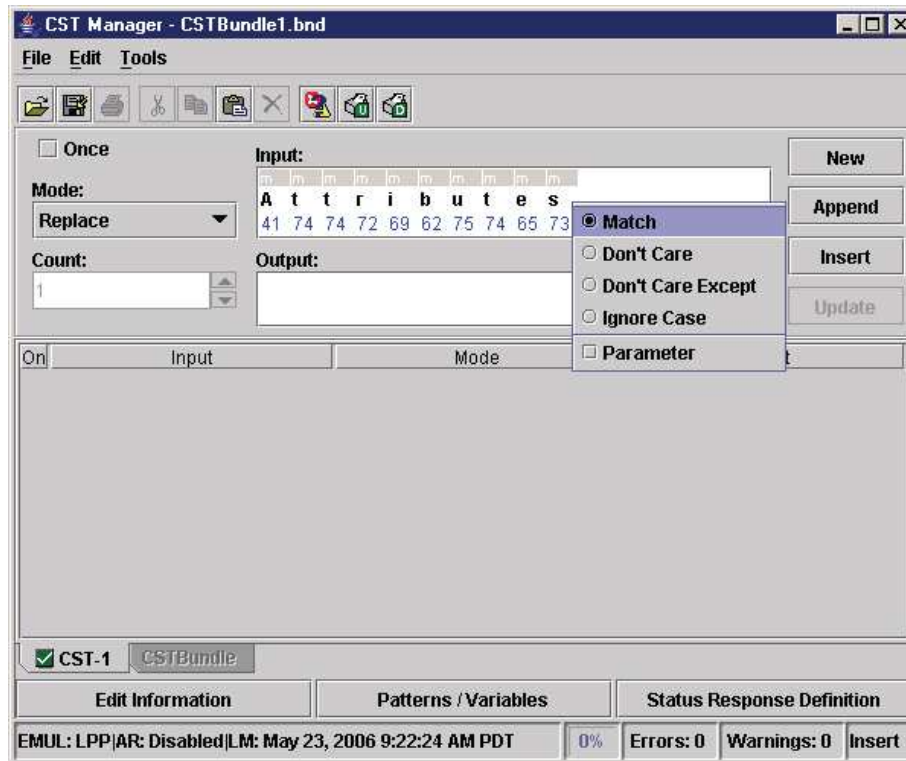 CST Manager - CSTBundle1.bnd
File Edit Tools
Once
Mode:
Replace
Count:
1
Input:
m m m m m m m m m m
A t t r i b u t e s
41 74 74 72 69 62 75 74 65 73
Output:
Match
Don't Care
Don't Care Except
Ignore Case
Parameter
New
Append
Insert
Update
On Input Mode t
CST-1 CSTBundle
Edit Information Patterns / Variables Status Response Definition
EMUL: LPP|AR: Disabled|LM: May 23, 2006 9:22:24 AM PDT 0% Errors: 0 Warnings: 0 Insert